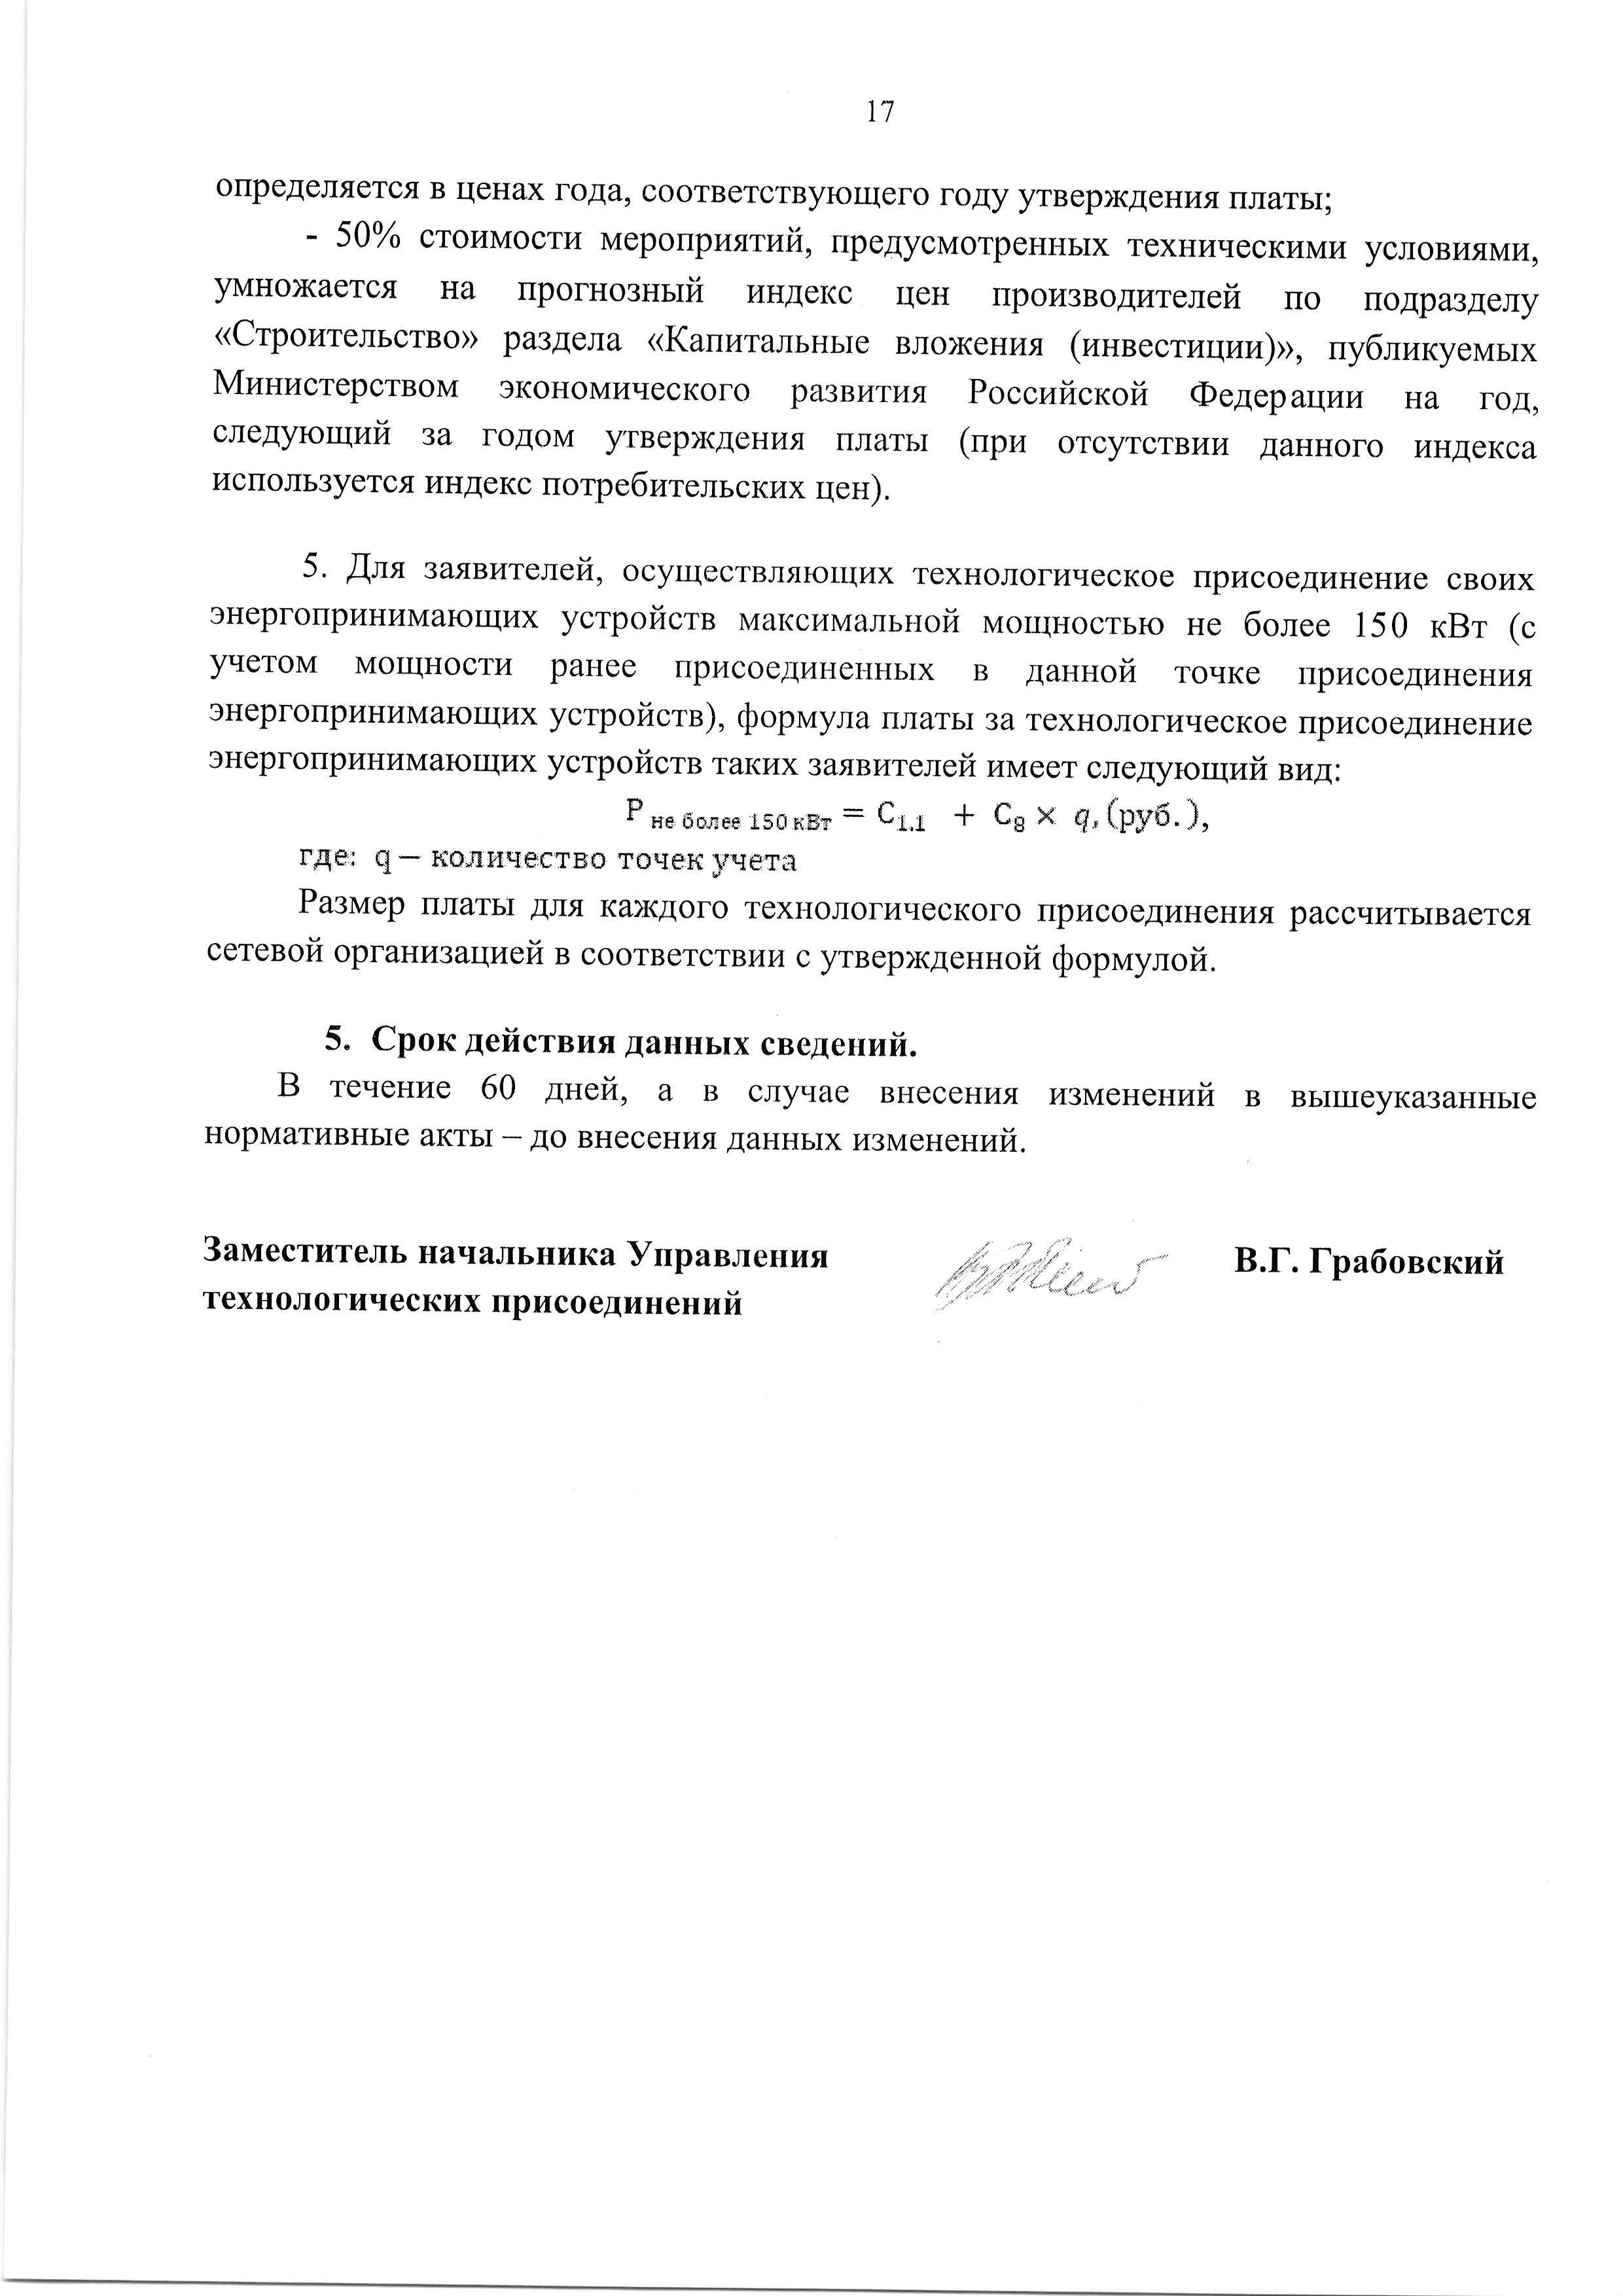 17
определяется в ценах года, соответствующего году утверждения платы;
- 50% стоимости мероприятий, предусмотренных техническими условиями,
умножается на прогнозный индекс цен производителей по подразделу
«Строительство» раздела «Капитальные вложения (инвестиции)», публикуемых
Министерством экономического развития Российской Федерации на год,
следующий за годом утверждения платы (при отсутствии данного индекса
используется индекс потребительских цен).
5. Для заявителей, осуществляющих технологическое присоединение своих
энергопринимающих устройств максимальной мощностью не более 150 кВт (с
учетом мощности ранее присоединенных в данной точке присоединения
энергопринимающих устройств), формула платы за технологическое присоединение
энергопринимающих устройств таких заявителей имеет следующий вид:
P не более 150 кВт = C1.1 + C8 × q, (руб.),
где: q – количество точек учета
Размер платы для каждого технологического присоединения рассчитывается
сетевой организацией в соответствии с утвержденной формулой.
5. Срок действия данных сведений.
В течение 60 дней, а в случае внесения изменений в вышеуказанные
нормативные акты – до внесения данных изменений.
Заместитель начальника Управления В.Г. Грабовский
технологических присоединений